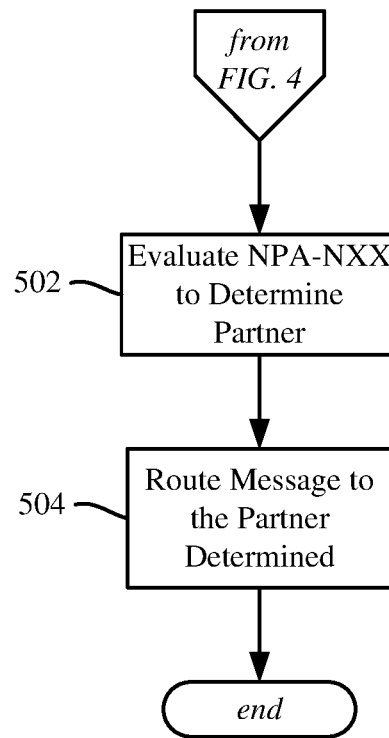 from
FIG. 4
502
Evaluate NPA-NXX
to Determine
Partner
504
Route Message to
the Partner
Determined
end